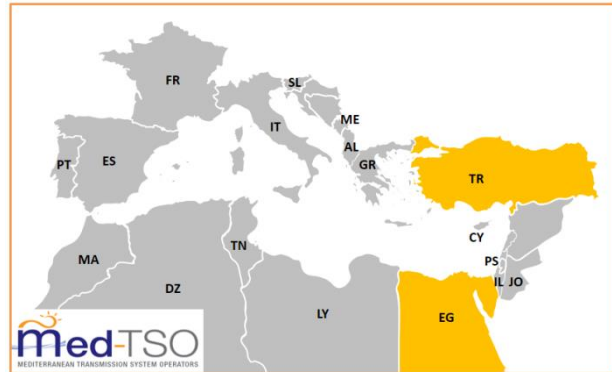 FR
SL
ME
IT
AL
PT
ES
GR
TR
CY
TN
MA
PS
DZ
IL
JO
LY
EG
Med-TSO
MEDITERRANEAN TRANSMISSION SYSTEM OPERATORS